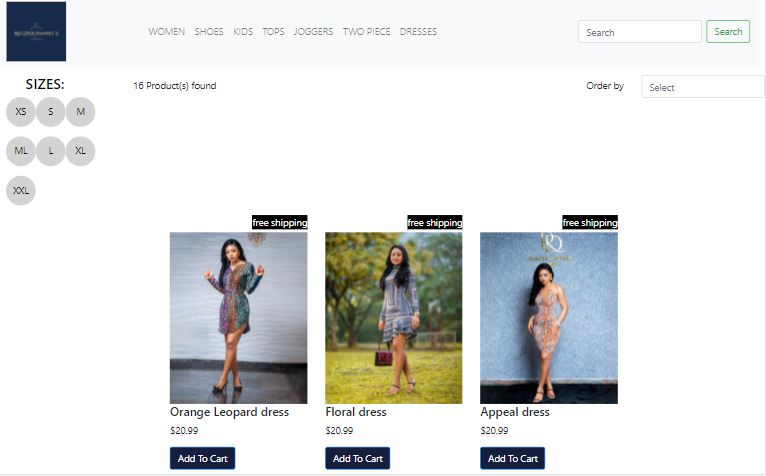 WOMEN SHOES KIDS TOPS JOGGERS TWO PIECE DRESSES
Search
Search
SIZES:
XS S M
ML L XL
XXL
16 Product(s) found
Order by
Select
free shipping
free shipping
free shipping
Orange Leopard dress
$20.99
Add To Cart
Floral dress
$20.99
Add To Cart
Appeal dress
$20.99
Add To Cart